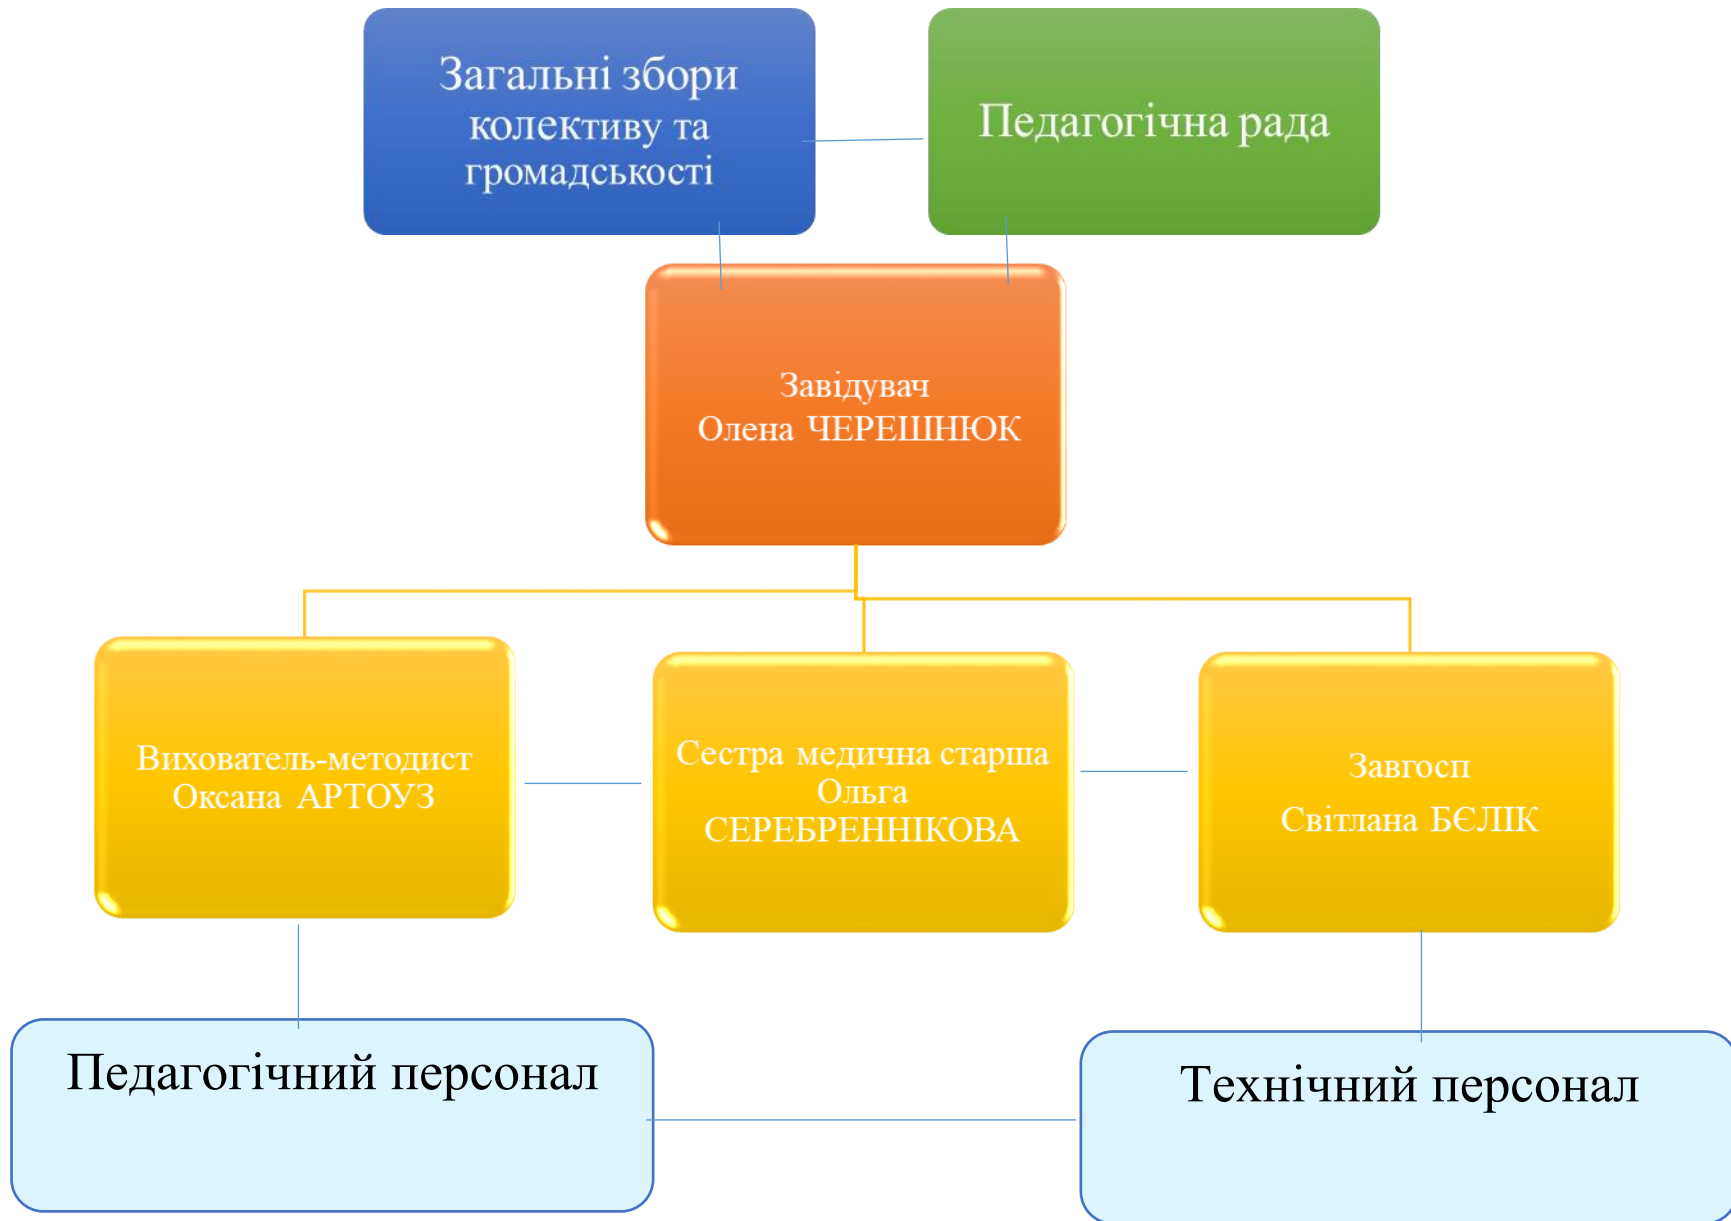 Загальні збори
колективу та
громадськості
Педагогічна рада
Завідувач
Олена ЧЕРЕШНЮК
Вихователь-методист
Оксана АРТОУЗ
Сестра медична старша
Ольга
СЕРЕБРЕННІКОВА
Завгосп
Світлана БЄЛІК
Педагогічний персонал
Технічний персонал